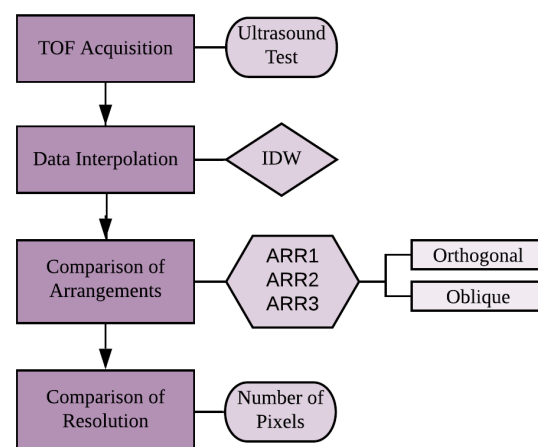 TOF Acquisition
Ultrasound
Test
Data Interpolation
IDW
Comparison of
Arrangements
ARR1
ARR2
ARR3
Orthogonal
Oblique
Comparison of
Resolution
Number of
Pixels